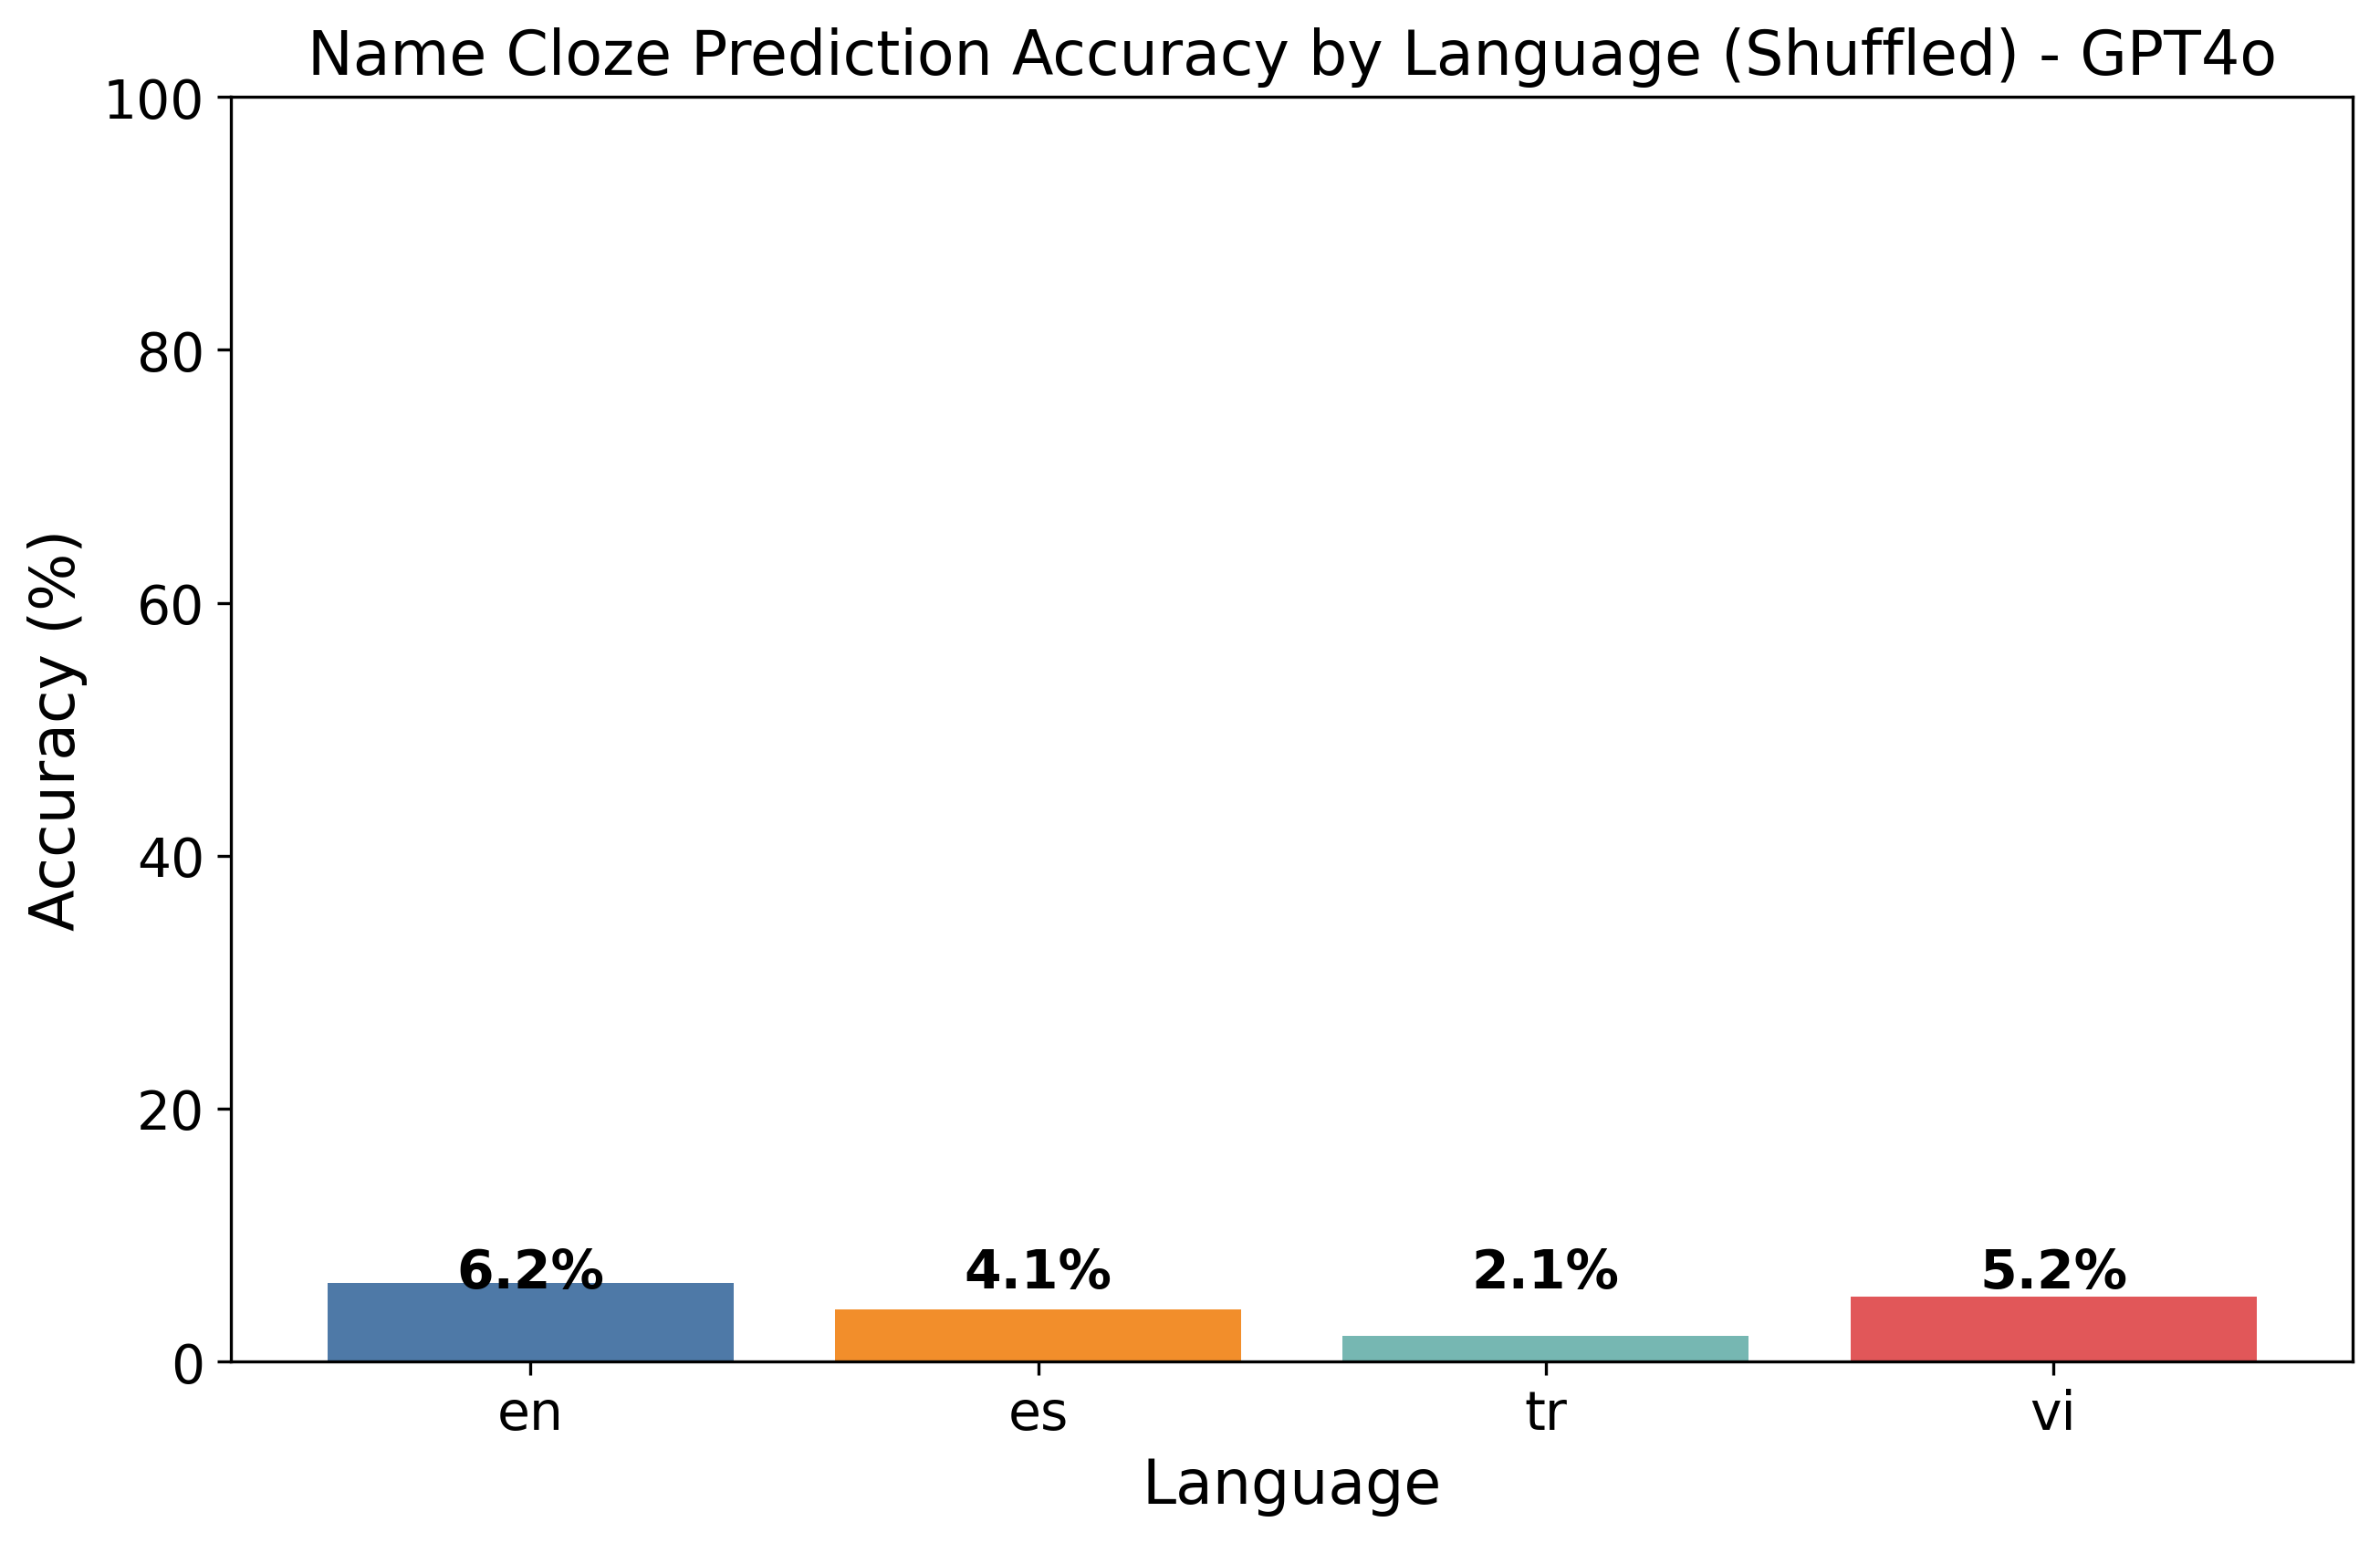 Name Cloze Prediction Accuracy by Language (Shuffled) - GPT4o
Accuracy (%)
100
80
60
40
20
0
6.2%
4.1%
2.1%
5.2%
en
es
tr
vi
Language